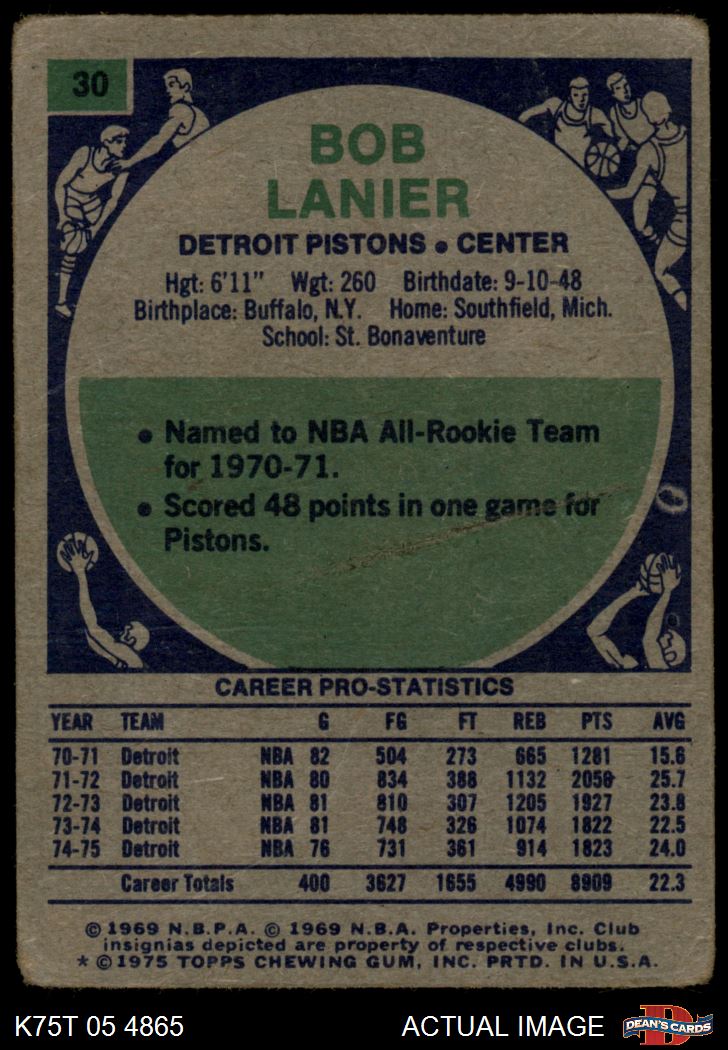 30
BOB
LANIER
DETROIT PISTONS • CENTER
Hgt: 6'11" Wgt: 260 Birthdate: 9-10-48
Birthplace: Buffalo, N.Y. Home: Southfield, Mich.
School: St. Bonaventure
• Named to NBA All-Rookie Team
for 1970-71.
• Scored 48 points in one game for
Pistons.
CAREER PRO-STATISTICS
YEAR TEAM G FG FT REB PTS AVG
70-71 Detroit NBA 82 504 273 665 1281 15.6
71-72 Detroit NBA 80 834 388 1132 2056 25.7
72-73 Detroit NBA 81 810 307 1205 1927 23.8
73-74 Detroit NBA 81 748 326 1074 1822 22.5
74-75 Detroit NBA 76 731 361 914 1823 24.0
Career Totals 400 3627 1655 4990 8909 22.3
© 1969 N.B.P.A. © 1969 N.B.A. Properties, Inc. Club
insignias depicted are property of respective clubs.
* © 1975 TOPPS CHEWING GUM, INC. PRTD. IN U.S.A.
K75T 05 4865 ACTUAL IMAGE D DEAN'S CARDS